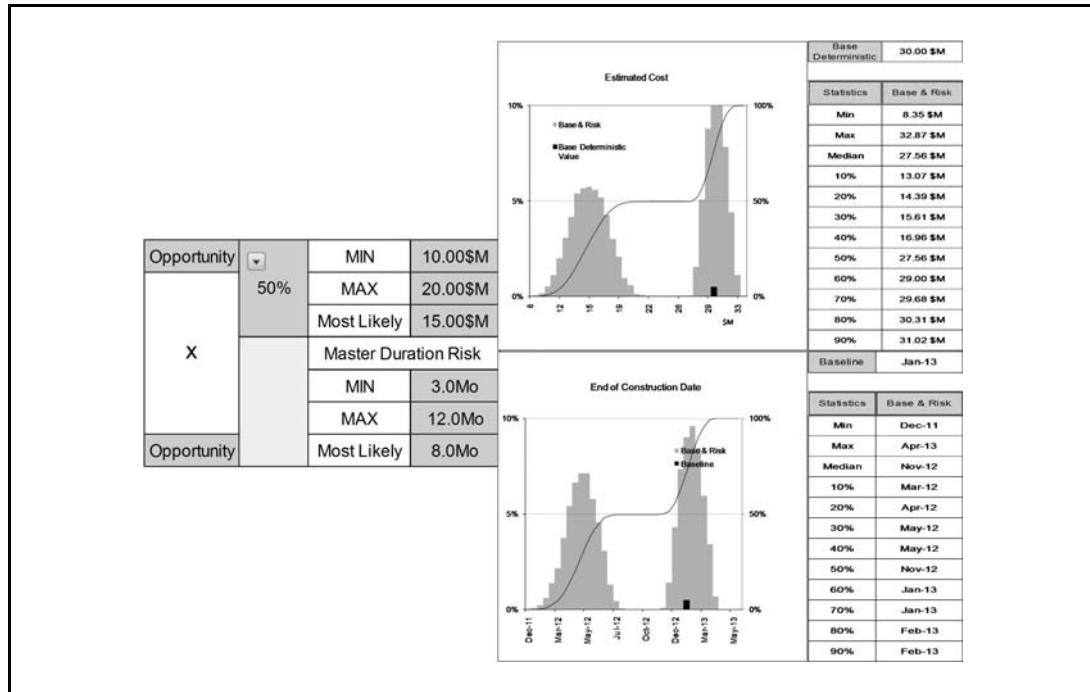 Opportunity
50%
MIN 10.00$M
MAX 20.00$M
Most Likely 15.00$M
X
Master Duration Risk
MIN 3.0Mo
MAX 12.0Mo
Opportunity
Most Likely 8.0Mo
Estimated Cost
10%
5%
0%
100%
50%
0%
Base & Risk
Base Deterministic
Value
12 15 19 22 26 29 33
$M
Base
Deterministic 30.00 $M
Statistics Base & Risk
Min 8.35 $M
Max 32.87 $M
Median 27.56 $M
10% 13.07 $M
20% 14.39 $M
30% 15.61 $M
40% 16.96 $M
50% 27.56 $M
60% 29.00 $M
70% 29.68 $M
80% 30.31 $M
90% 31.02 $M
End of Construction Date
10%
5%
0%
100%
50%
0%
Base & Risk
Baseline
Dec-11 Mar-12 May-12 Jul-12 Oct-12 Dec-12 Mar-13 May-13
Baseline Jan-13
Statistics Base & Risk
Min Dec-11
Max Apr-13
Median Nov-12
10% Mar-12
20% Apr-12
30% May-12
40% May-12
50% Nov-12
60% Jan-13
70% Jan-13
80% Feb-13
90% Feb-13